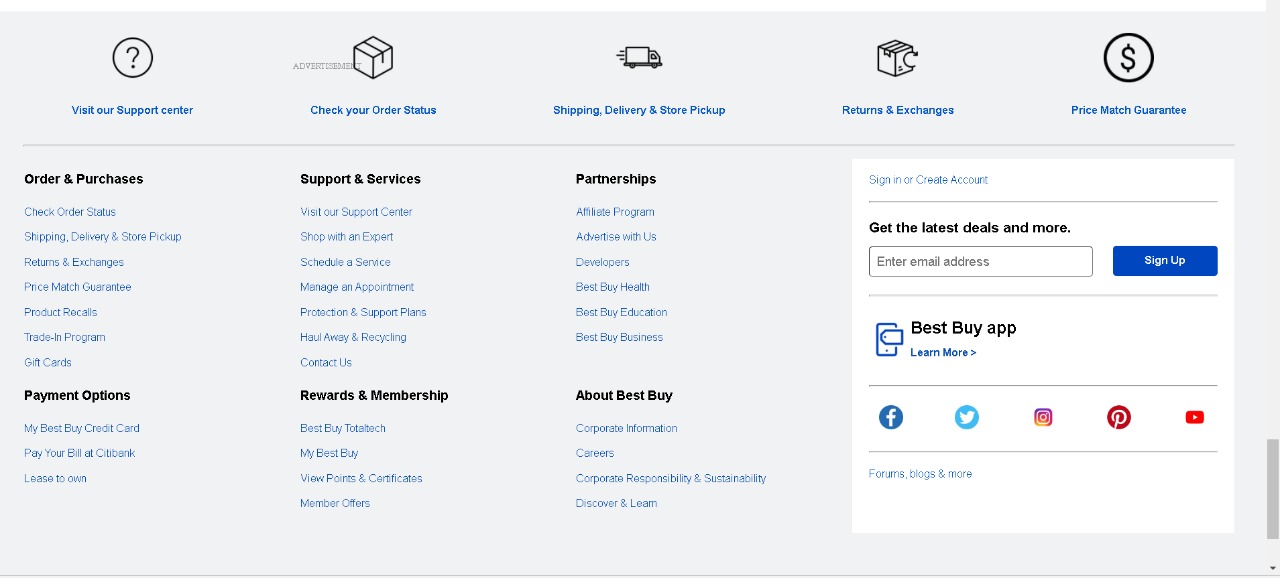 ADVERTISEMENT
Visit our Support center
Check your Order Status
Shipping, Delivery & Store Pickup
Returns & Exchanges
Price Match Guarantee
Order & Purchases
Check Order Status
Shipping, Delivery & Store Pickup
Returns & Exchanges
Price Match Guarantee
Product Recalls
Trade-In Program
Gift Cards
Support & Services
Visit our Support Center
Shop with an Expert
Schedule a Service
Manage an Appointment
Protection & Support Plans
Haul Away & Recycling
Contact Us
Partnerships
Affiliate Program
Advertise with Us
Developers
Best Buy Health
Best Buy Education
Best Buy Business
Payment Options
My Best Buy Credit Card
Pay Your Bill at Citibank
Lease to own
Rewards & Membership
Best Buy Totaltech
My Best Buy
View Points & Certificates
Member Offers
About Best Buy
Corporate Information
Careers
Corporate Responsibility & Sustainability
Discover & Learn
Sign in or Create Account
Get the latest deals and more.
Enter email address
Sign Up
Best Buy app
Learn More >
Forums, blogs & more